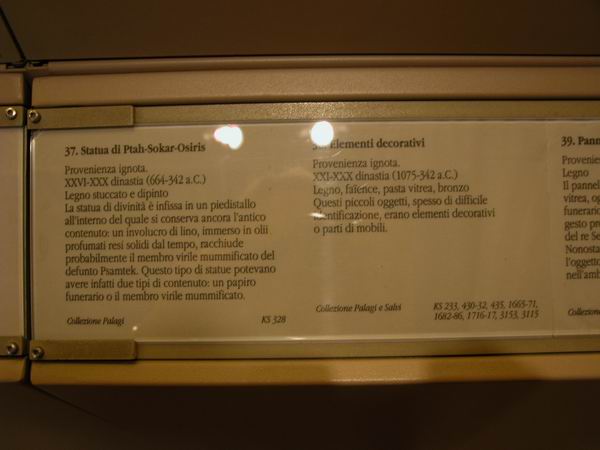 37. Statua di Ptah-Sokar-Osiris
Provenienza ignota.
XXVI-XXX dinastia (664-342 a.C.)
Legno stuccato e dipinto
La statua di divinità è infissa in un piedistallo
all'interno del quale si conserva ancora l'antico
contenuto: un involucro di lino, immerso in olii
profumati resi solidi dal tempo, racchiude
probabilmente il membro virile mummificato del
defunto Psamtek. Questo tipo di statue potevano
avere infatti due tipi di contenuto: un papiro
funerario o il membro virile mummificato.
Collezione Palagi KS 328
Elementi decorativi
Provenienza ignota.
XXI-XXX dinastia (1075-342 a.C.)
Legno, faïence, pasta vitrea, bronzo
Questi piccoli oggetti, spesso di difficile
identificazione, erano elementi decorativi
o parti di mobili.
Collezione Palagi e Salvi KS 233, 430-32, 435, 1665-71,
1682-86, 1716-17, 3153, 3115
39. Pann
Provenie
Legno
Il pannel
vitrea, og
funerario
gesto pro
del re Se
Nonosta
l'oggetto
nell'amb
Colle